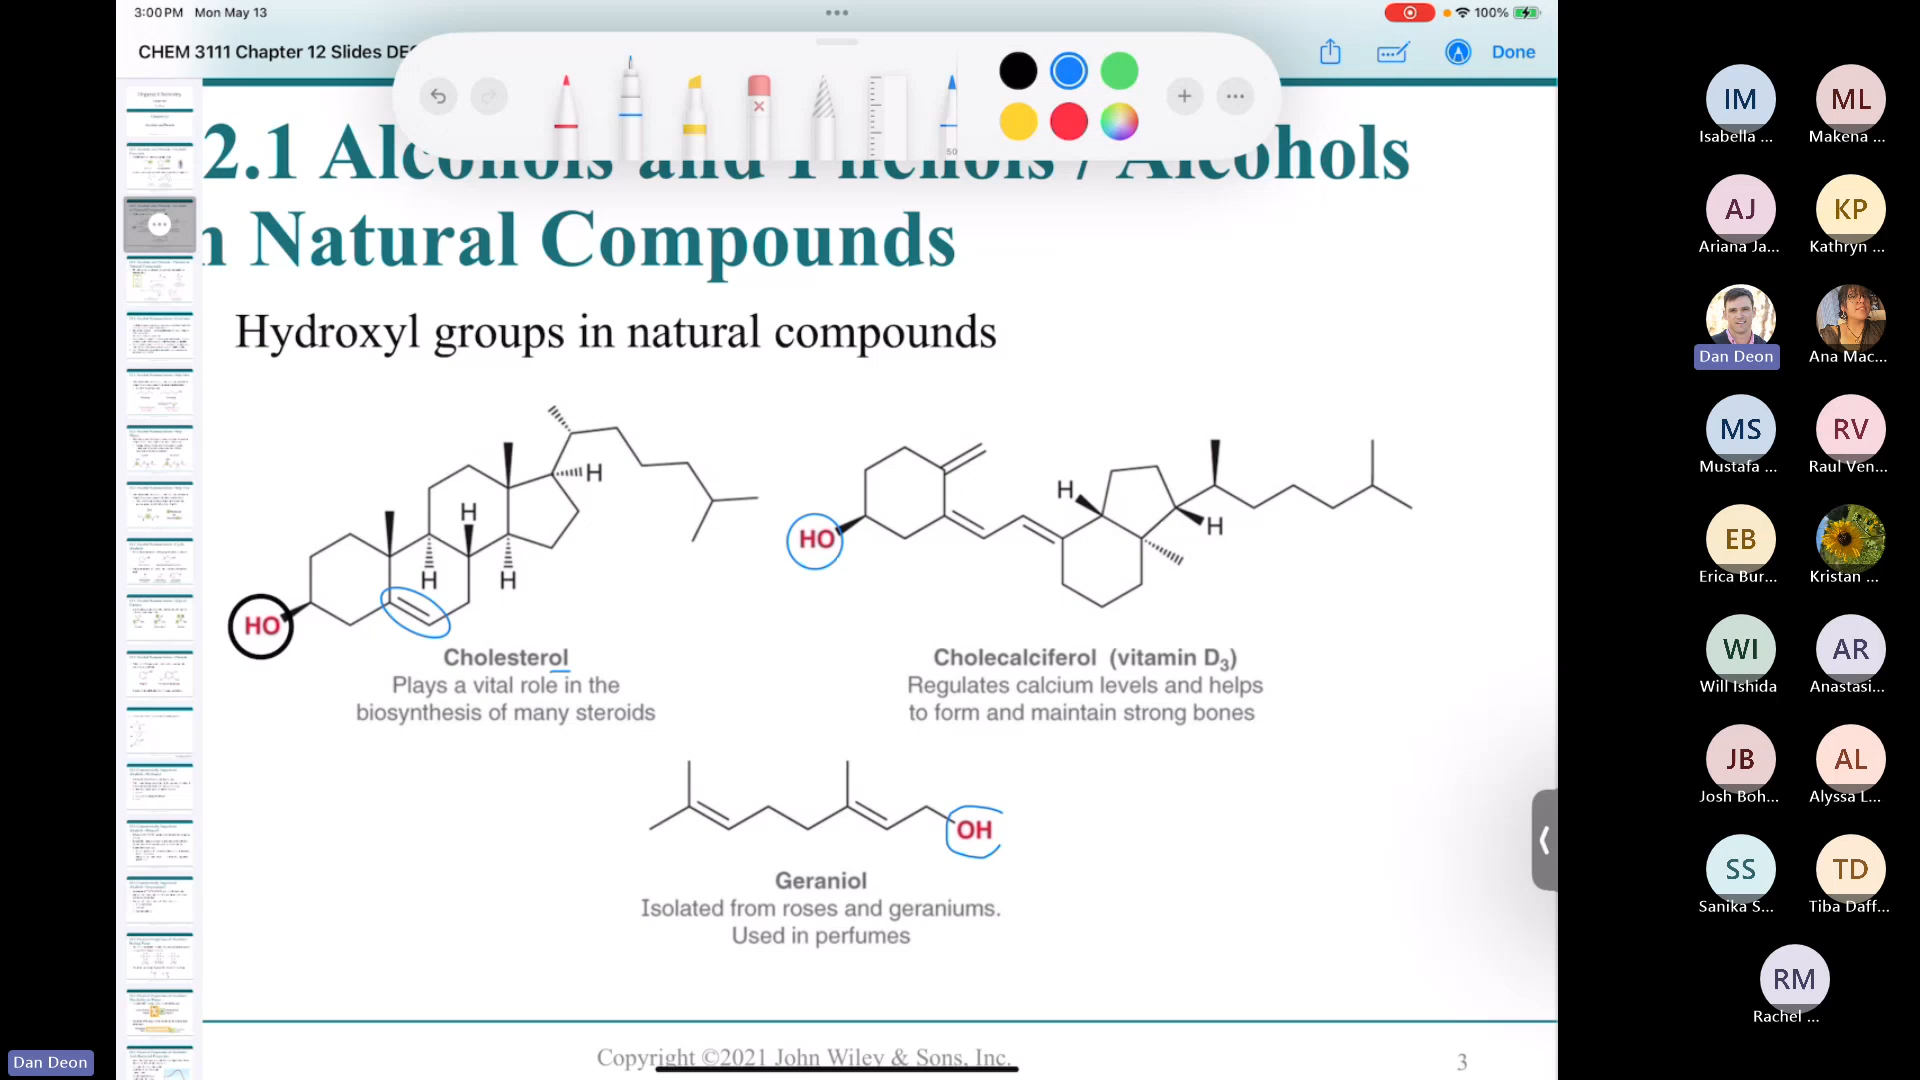 3:00 PM Mon May 13
100%
CHEM 3111 Chapter 12 Slides DE
Done
50
2.1 Alcohols and Phenols / Alcohols
n Natural Compounds
Hydroxyl groups in natural compounds
H
H
H
H
HO
Cholesterol
Plays a vital role in the
biosynthesis of many steroids
H
H
HO
Cholecalciferol (vitamin D3)
Regulates calcium levels and helps
to form and maintain strong bones
OH
Geraniol
Isolated from roses and geraniums.
Used in perfumes
Copyright ©2021 John Wiley & Sons, Inc.
3
Dan Deon
IM
Isabella ...
ML
Makena ...
AJ
Ariana Ja...
KP
Kathryn ...
Dan Deon
Ana Mac...
MS
Mustafa ...
RV
Raul Ven...
EB
Erica Bur...
Kristan ...
WI
Will Ishida
AR
Anastasi...
JB
Josh Boh...
AL
Alyssa L...
SS
Sanika S...
TD
Tiba Daff...
RM
Rachel ...